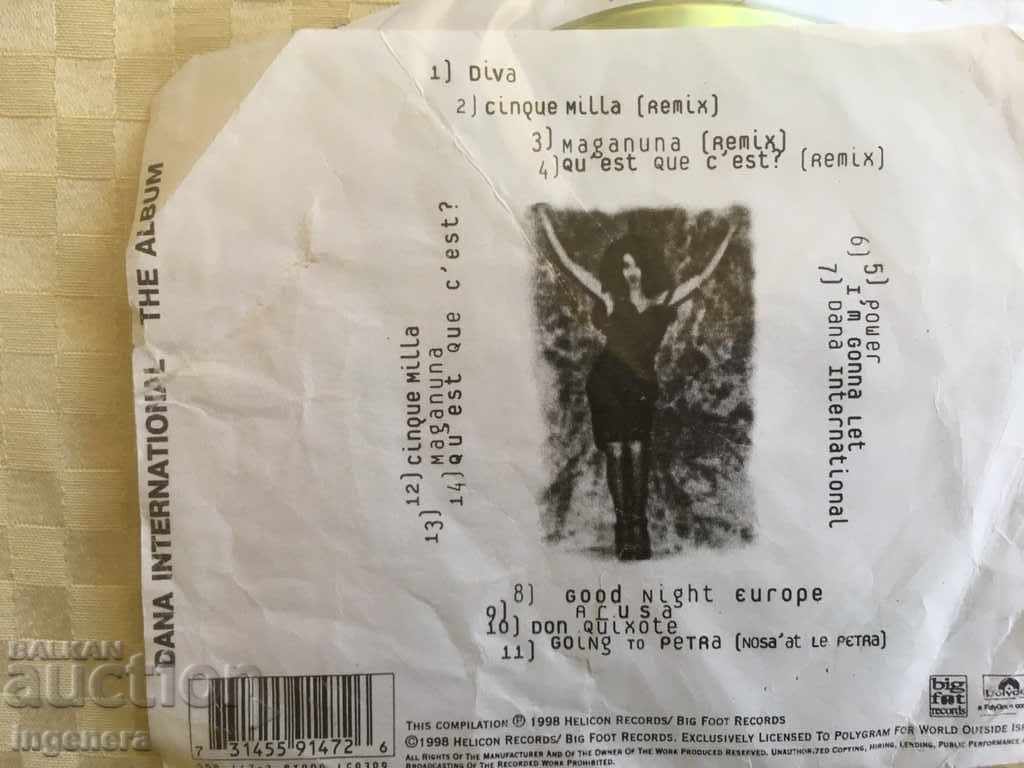 1) Diva
2) Cinque Milla (Remix)
3) Maganuna (Remix)
4) Qu'est que c'est? (Remix)
5) Power
6) I'm Gonna Let
7) Dana International
8) Good Night Europe
9) Arusa
10) Don Quixote
11) Going to Petra (Nosa'at Le Petra)
12) Cinque Milla
13) Maganuna
14) Qu'est que c'est?
DANA INTERNATIONAL THE ALBUM
BALKAN
auction
ingenera
7 31455 91472 6
big foot records
Polydor
THIS COMPILATION ℗ 1998 HELICON RECORDS/ BIG FOOT RECORDS
©1998 HELICON RECORDS/ BIG FOOT RECORDS. EXCLUSIVELY LICENSED TO POLYGRAM FOR WORLD OUTSIDE
ALL RIGHTS OF THE MANUFACTURER AND OF THE OWNER OF THE WORK PRODUCED RESERVED. UNAUTHORIZED COPYING, HIRING, LENDING, PUBLIC PERFORMANCE
BROADCASTING OF THE RECORDED WORK PROHIBITED.